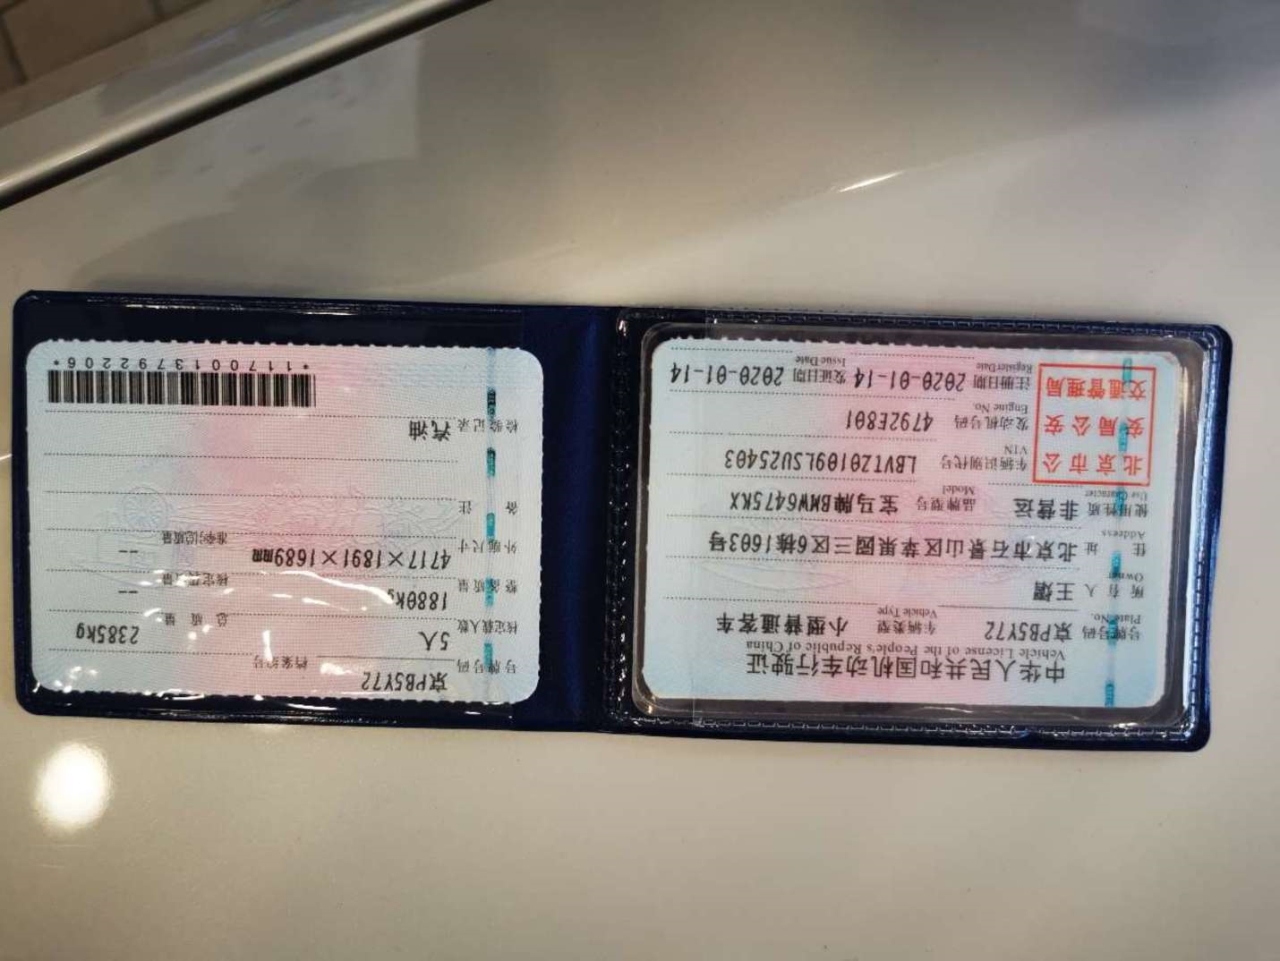 中华人民共和国机动车行驶证
Vehicle License of the People's Republic of China
号牌号码 京PB5Y72 车辆类型 小型普通客车
Plate No. Vehicle Type
所有人 王
Owner
住址 北京市石景山区苹果园三区6栋1603号
Address
使用性质 非营运 品牌型号 宝马牌BMW6475KX
Use Character Model
北京市公
安局公安
交通管理局
车辆识别代号 LBVTZ0109LSU25403
VIN
发动机号码 4792E801
Engine No.
注册日期 2020-01-14 发证日期 2020-01-14
Register Date Issue Date
号牌号码 京PB5Y72 档案编号
核定载人数 5人 总质量 2385kg
整备质量 1880kg 核定载质量 --
外廓尺寸 4717×1891×1689mm 准牵引总质量 --
备注
检验记录 汽油
*1170013792206*